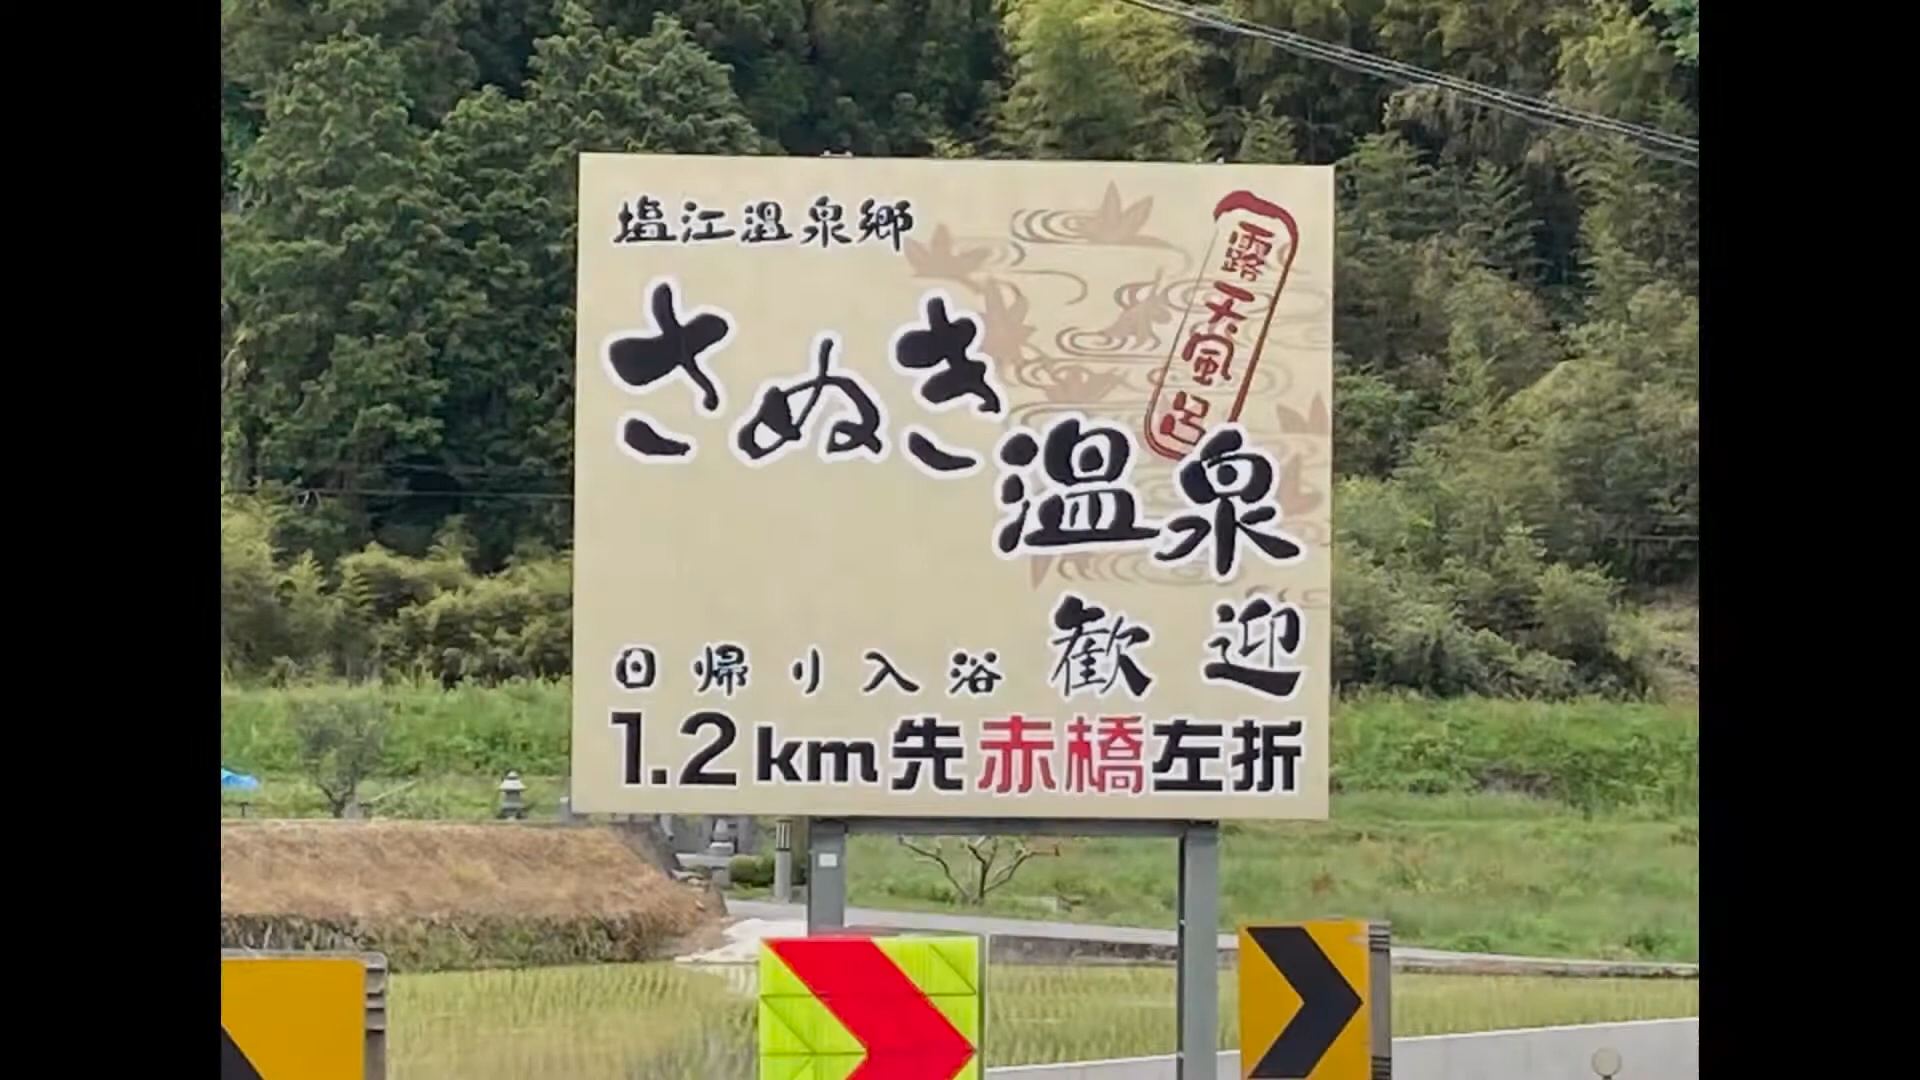 塩江温泉郷
露天風呂
さぬき温泉
日帰り入浴 歓迎
1.2km先赤橋左折